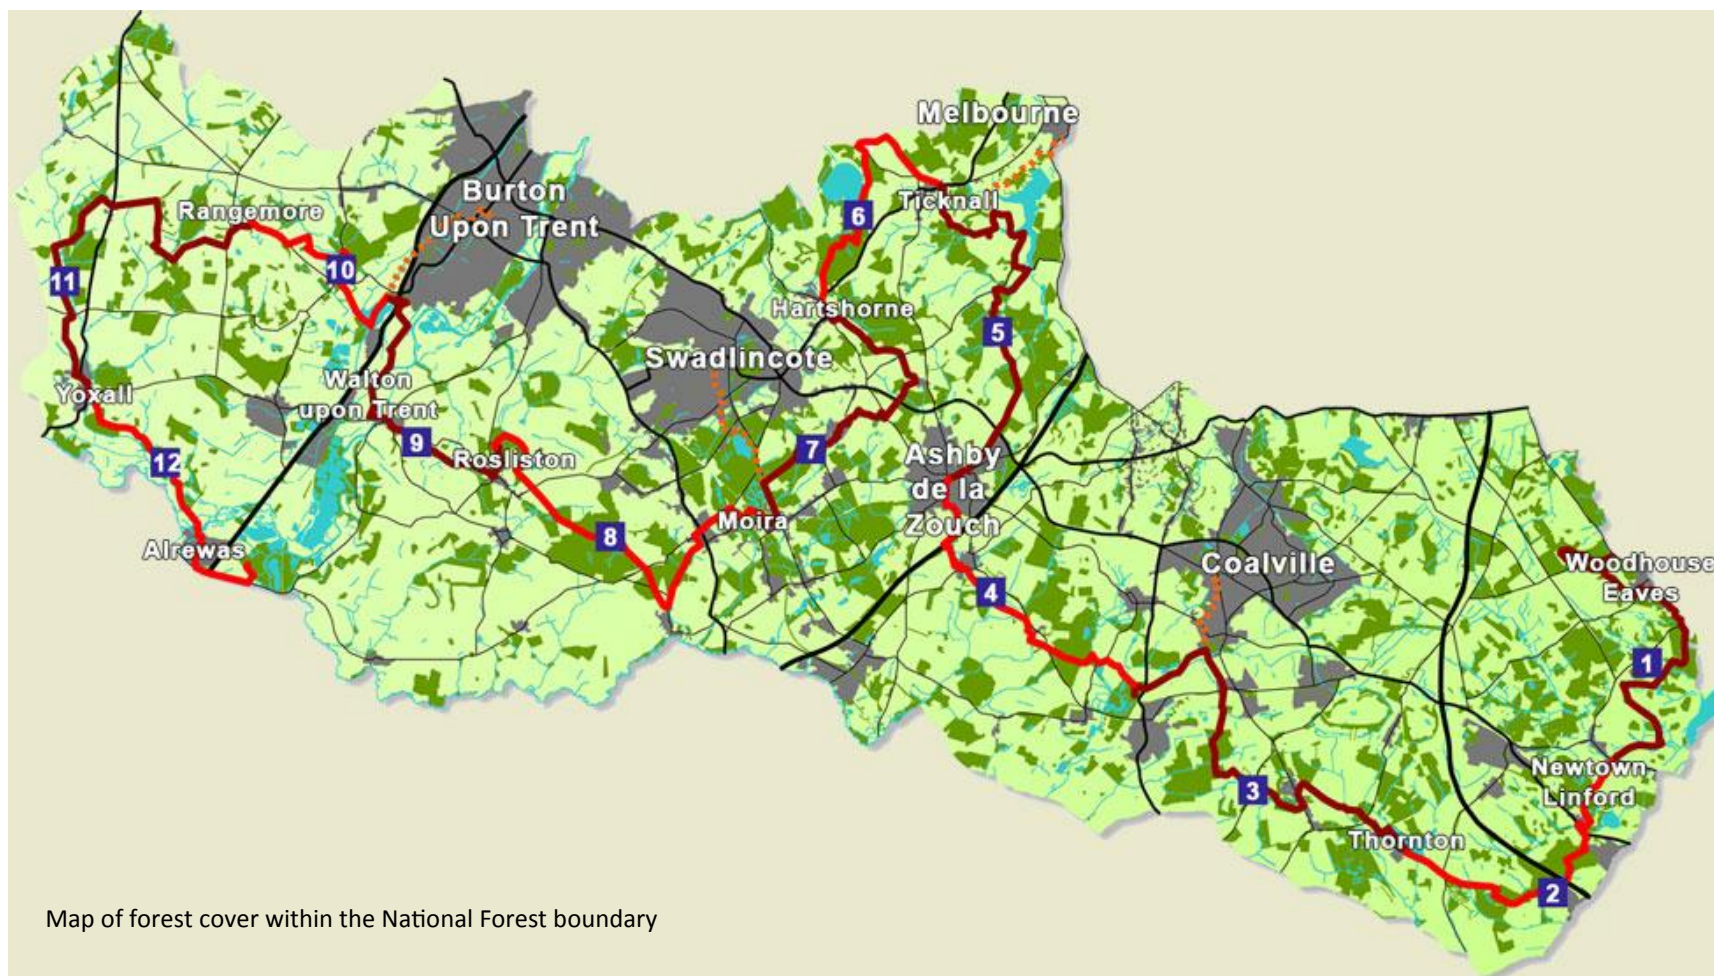 Melbourne
Burton
Upon Trent
Rangemore
Ticknall
6
10
11
Hartshorne
5
Swadlincote
Walton
upon Trent
Yoxall
9
7
12
Rosliston
Ashby
de la
Zouch
Moira
8
Alrewas
Coalville
Woodhouse
Eaves
4
1
Newtown
Linford
3
Thornton
2
Map of forest cover within the National Forest boundary